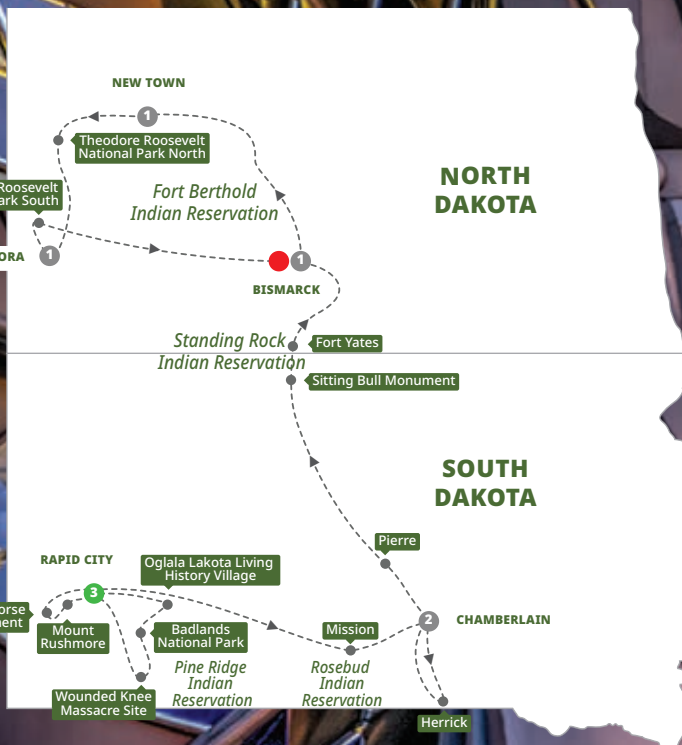 NEW TOWN
1
Theodore Roosevelt
National Park North
Roosevelt
ark South
Fort Berthold
Indian Reservation
NORTH
DAKOTA
ORA
1
1
BISMARCK
Standing Rock
Indian Reservation
Fort Yates
Sitting Bull Monument
SOUTH
DAKOTA
Pierre
RAPID CITY
3
Oglala Lakota Living
History Village
orse
ent
Mount
Rushmore
Badlands
National Park
Mission
2
CHAMBERLAIN
Pine Ridge
Indian
Reservation
Rosebud
Indian
Reservation
Wounded Knee
Massacre Site
Herrick